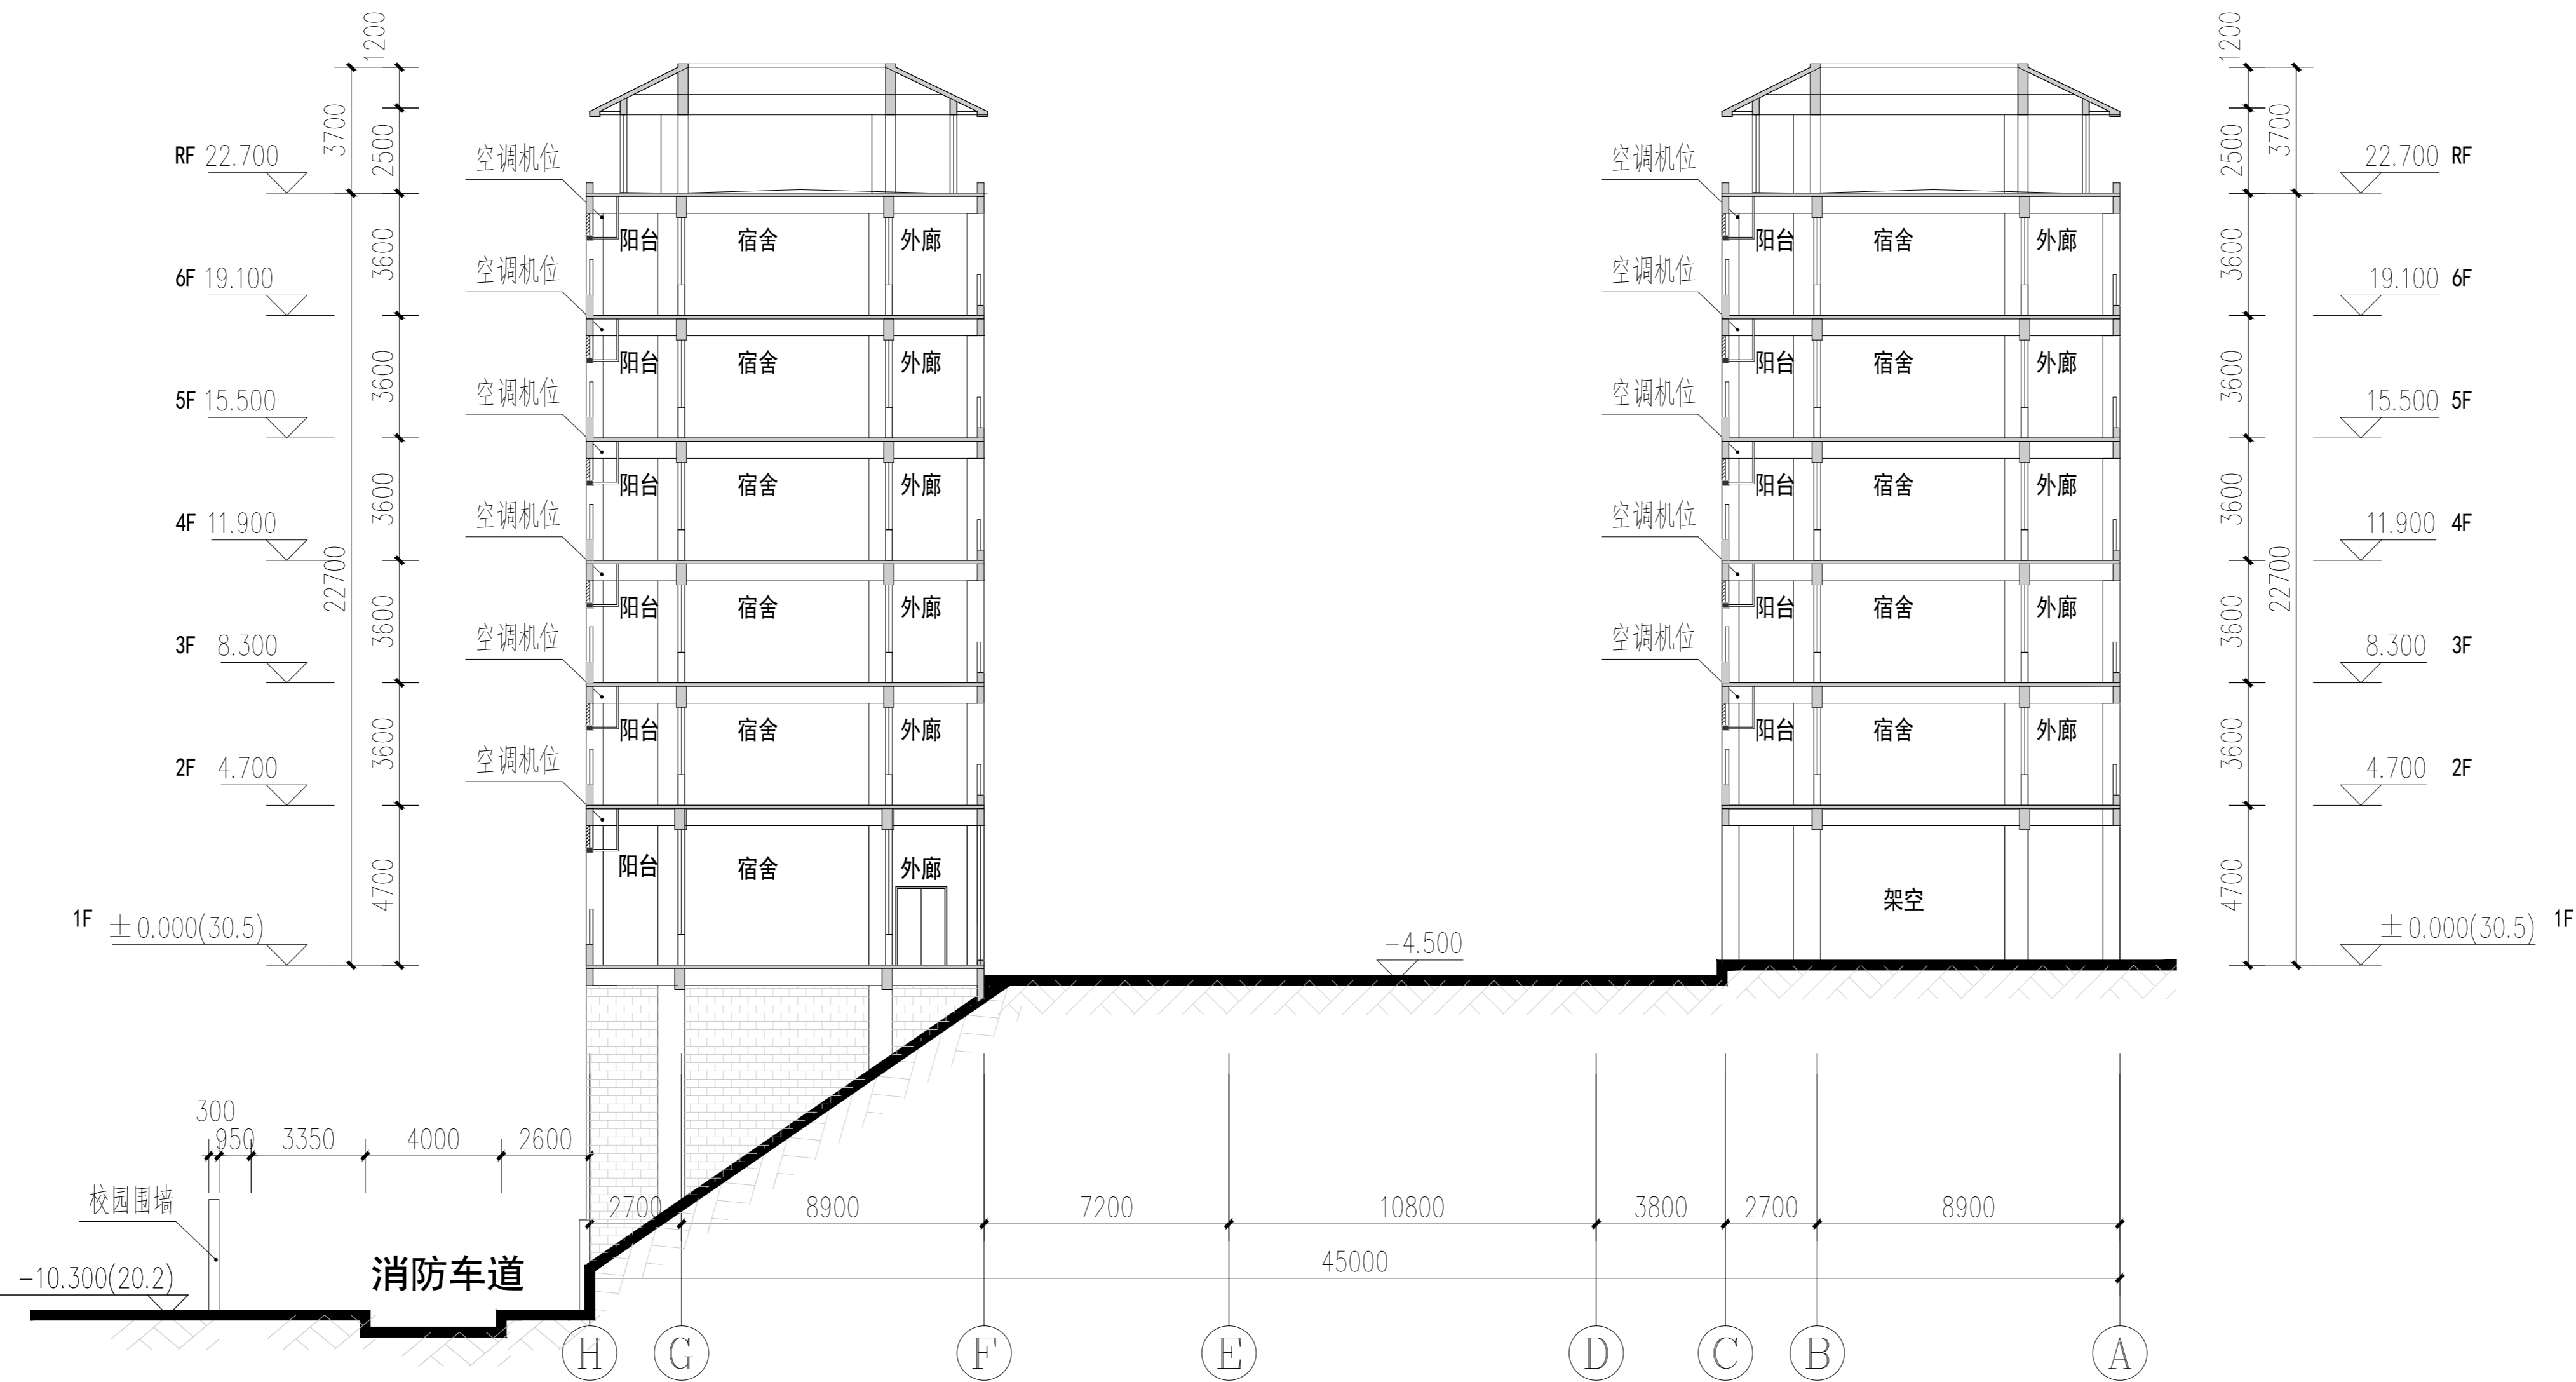 1200
1200
3700
2500
2500
3700
RF 22.700
空调机位
空调机位
22.700 RF
阳台 宿舍 外廊
阳台 宿舍 外廊
3600
3600
6F 19.100
空调机位
空调机位
19.100 6F
阳台 宿舍 外廊
阳台 宿舍 外廊
3600
3600
5F 15.500
空调机位
空调机位
15.500 5F
阳台 宿舍 外廊
阳台 宿舍 外廊
3600
3600
4F 11.900
空调机位
空调机位
11.900 4F
22700
22700
阳台 宿舍 外廊
阳台 宿舍 外廊
3600
3600
3F 8.300
空调机位
空调机位
8.300 3F
阳台 宿舍 外廊
阳台 宿舍 外廊
3600
3600
2F 4.700
空调机位
4.700 2F
阳台 宿舍 外廊
架空
4700
4700
1F ±0.000(30.5)
-4.500
±0.000(30.5) 1F
300
950 3350 4000 2600
校园围墙
2700 8900 7200 10800 3800 2700 8900
消防车道
45000
-10.300(20.2)
H G F E D C B A